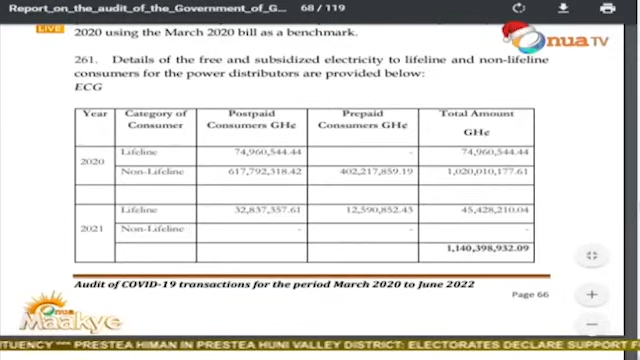 Report_on_the_audit_of_the_Government_of_G...
68 / 119
LIVE
2020 using the March 2020 bill as a benchmark.
Onua TV
261. Details of the free and subsidized electricity to lifeline and non-lifeline
consumers for the power distributors are provided below:
ECG
Year Category of Consumer Postpaid Consumers GH¢ Prepaid Consumers GH¢ Total Amount GH¢
2020 Lifeline 74,960,544.44 - 74,960,544.44
Non-Lifeline 617,792,318.42 402,217,859.19 1,020,010,177.61
2021 Lifeline 32,837,357.61 12,590,852.43 45,428,210.04
Non-Lifeline - - -
1,140,398,932.09
Audit of COVID-19 transactions for the period March 2020 to June 2022
Page 66
Onua
Maakye
TITUENCY *** PRESTEA HIMAN IN PRESTEA HUNI VALLEY DISTRICT: ELECTORATES DECLARE SUPPORT F